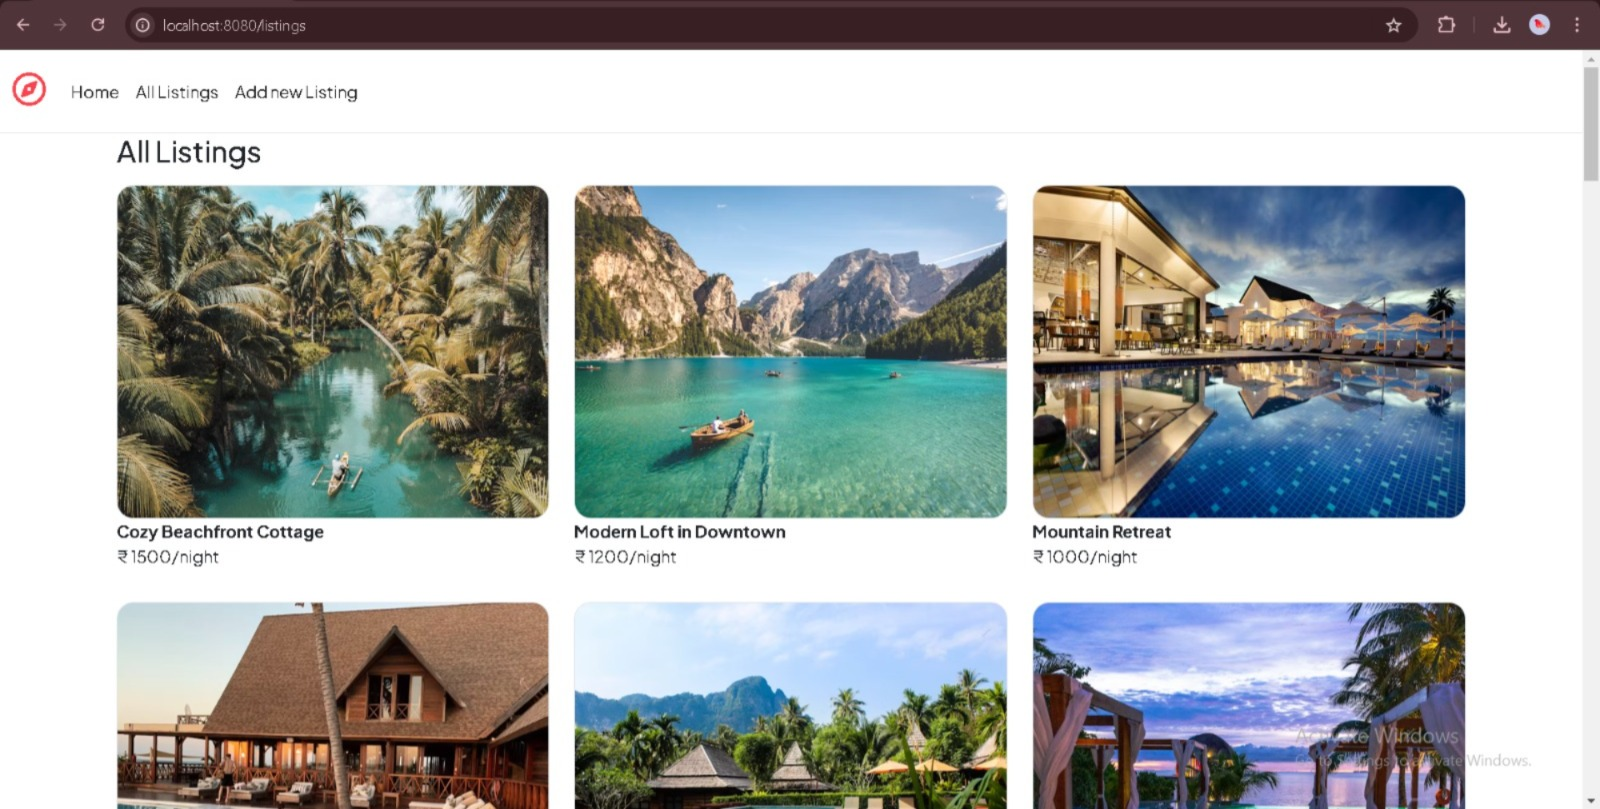 localhost:8080/listings
Home All Listings Add new Listing
All Listings
Cozy Beachfront Cottage
₹1500/night
Modern Loft in Downtown
₹1200/night
Mountain Retreat
₹1000/night
Activate Windows
Go to Settings to activate Windows.